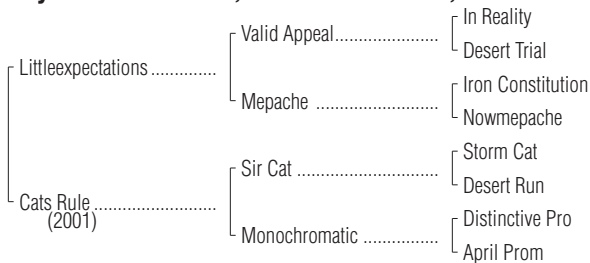 In Reality
Valid Appeal....................
Desert Trial
Littleexpectations .............
Iron Constitution
Mepache .......................
Nowmepache
Storm Cat
Sir Cat ..........................
Desert Run
Cats Rule .......................
(2001)
Distinctive Pro
Monochromatic ..............
April Prom